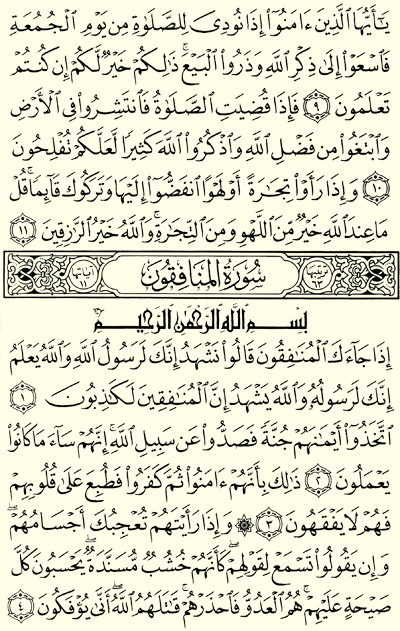 يَـٰٓأَيُّهَا ٱلَّذِينَ ءَامَنُوٓا۟ إِذَا نُودِىَ لِلصَّلَوٰةِ مِن يَوْمِ ٱلْجُمُعَةِ
فَٱسْعَوْا۟ إِلَىٰ ذِكْرِ ٱللَّهِ وَذَرُوا۟ ٱلْبَيْعَ ۚ ذَٰلِكُمْ خَيْرٌ لَّكُمْ إِن كُنتُمْ
تَعْلَمُونَ ٩ فَإِذَا قُضِيَتِ ٱلصَّلَوٰةُ فَٱنتَشِرُوا۟ فِى ٱلْأَرْضِ
وَٱبْتَغُوا۟ مِن فَضْلِ ٱللَّهِ وَٱذْكُرُوا۟ ٱللَّهَ كَثِيرًا لَّعَلَّكُمْ تُفْلِحُونَ
١٠ وَإِذَا رَأَوْا۟ تِجَـٰرَةً أَوْ لَهْوًا ٱنفَضُّوٓا۟ إِلَيْهَا وَتَرَكُوكَ قَآئِمًا ۚ قُلْ
مَا عِندَ ٱللَّهِ خَيْرٌ مِّنَ ٱللَّهْوِ وَمِنَ ٱلتِّجَـٰرَةِ ۚ وَٱللَّهُ خَيْرُ ٱلرَّٰزِقِينَ ١١
ترتيبها ٦٣ سُورَةُ المُنَافِقُونَ آياتها ١١
بِسْمِ ٱللَّهِ ٱلرَّحْمَـٰنِ ٱلرَّحِيمِ
إِذَا جَآءَكَ ٱلْمُنَـٰفِقُونَ قَالُوا۟ نَشْهَدُ إِنَّكَ لَرَسُولُ ٱللَّهِ ۗ وَٱللَّهُ يَعْلَمُ
إِنَّكَ لَرَسُولُهُۥ وَٱللَّهُ يَشْهَدُ إِنَّ ٱلْمُنَـٰفِقِينَ لَكَـٰذِبُونَ ١
ٱتَّخَذُوٓا۟ أَيْمَـٰنَهُمْ جُنَّةً فَصَدُّوا۟ عَن سَبِيلِ ٱللَّهِ ۚ إِنَّهُمْ سَآءَ مَا كَانُوا۟
يَعْمَلُونَ ٢ ذَٰلِكَ بِأَنَّهُمْ ءَامَنُوا۟ ثُمَّ كَفَرُوا۟ فَطُبِعَ عَلَىٰ قُلُوبِهِمْ
فَهُمْ لَا يَفْقَهُونَ ٣ ۞ وَإِذَا رَأَيْتَهُمْ تُعْجِبُكَ أَجْسَامُهُمْ ۖ
وَإِن يَقُولُوا۟ تَسْمَعْ لِقَوْلِهِمْ ۖ كَأَنَّهُمْ خُشُبٌ مُّسَنَّدَةٌ ۖ يَحْسَبُونَ كُلَّ
صَيْحَةٍ عَلَيْهِمْ ۚ هُمُ ٱلْعَدُوُّ فَٱحْذَرْهُمْ ۚ قَـٰتَلَهُمُ ٱللَّهُ ۖ أَنَّىٰ يُؤْفَكُونَ ٤